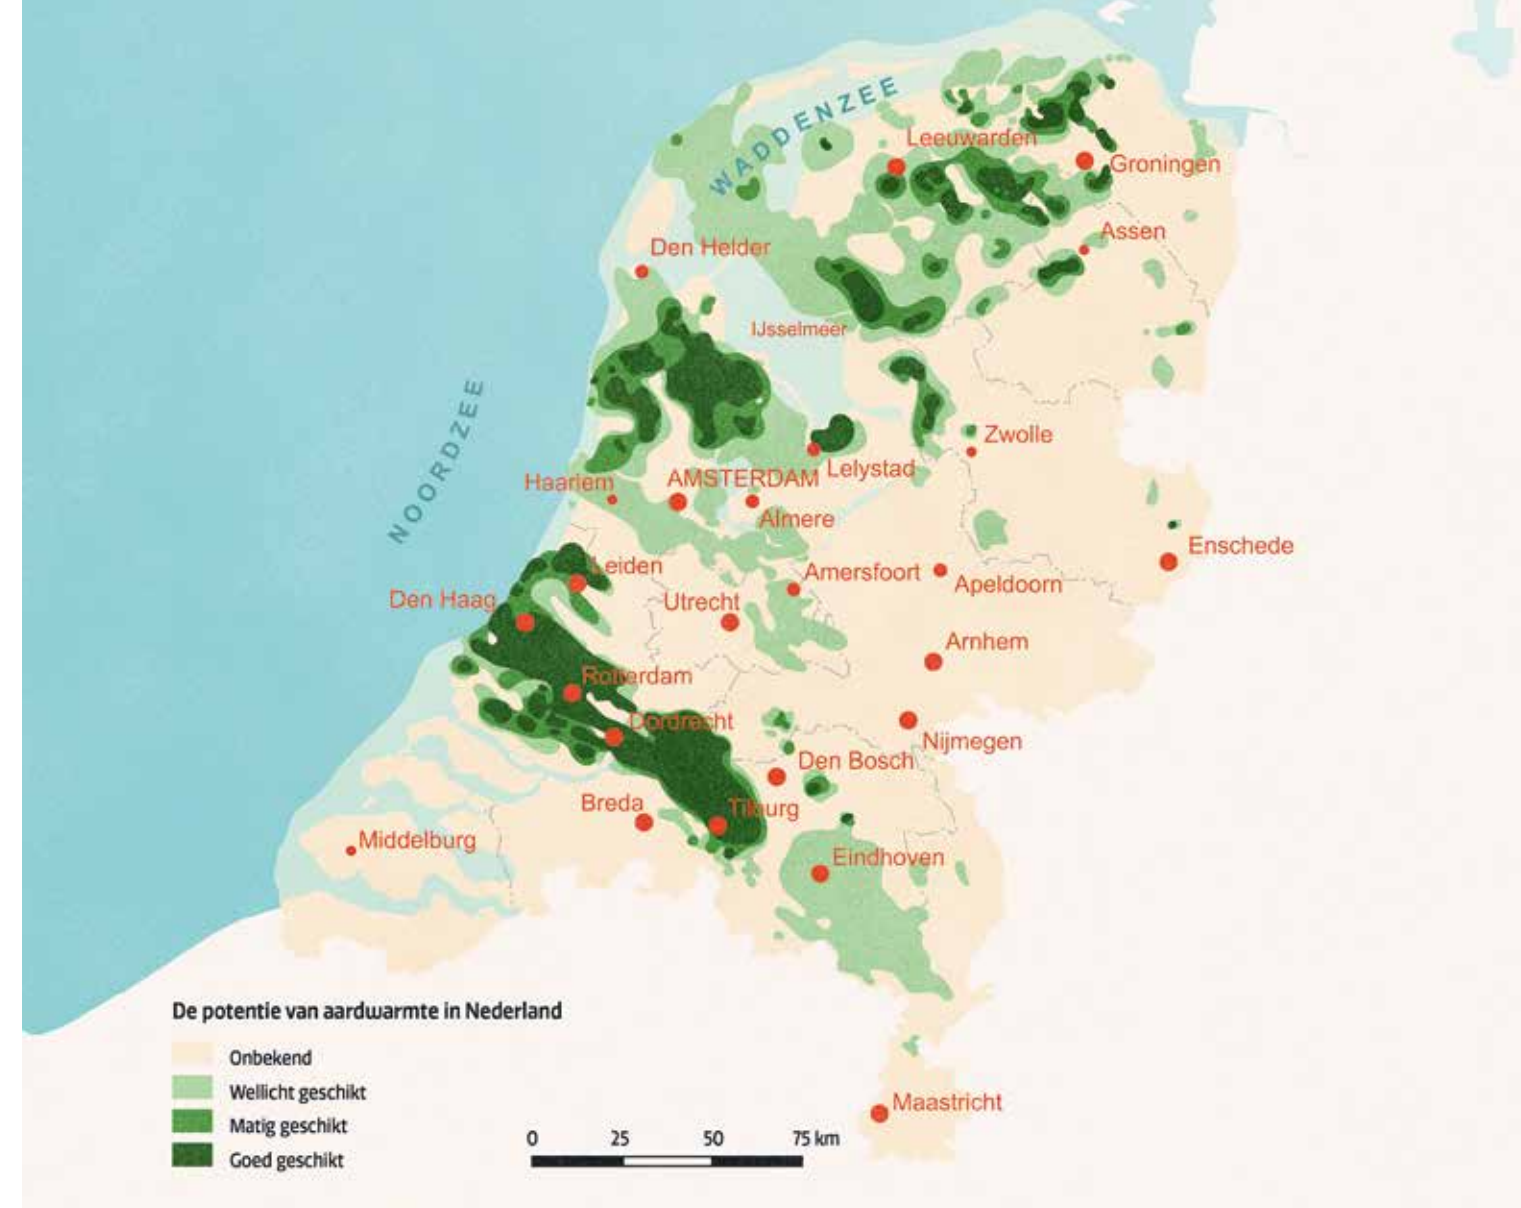 WADDENZEE
Leeuwarden
Groningen
Assen
Den Helder
IJsselmeer
NOORDZEE
Zwolle
Lelystad
Haarlem
AMSTERDAM
Almere
Enschede
Leiden
Amersfoort
Apeldoorn
Den Haag
Utrecht
Arnhem
Rotterdam
Dordrecht
Nijmegen
Den Bosch
Breda
Tilburg
Middelburg
Eindhoven
De potentie van aardwarmte in Nederland
Onbekend
Wellicht geschikt
Matig geschikt
Goed geschikt
0 25 50 75 km
Maastricht